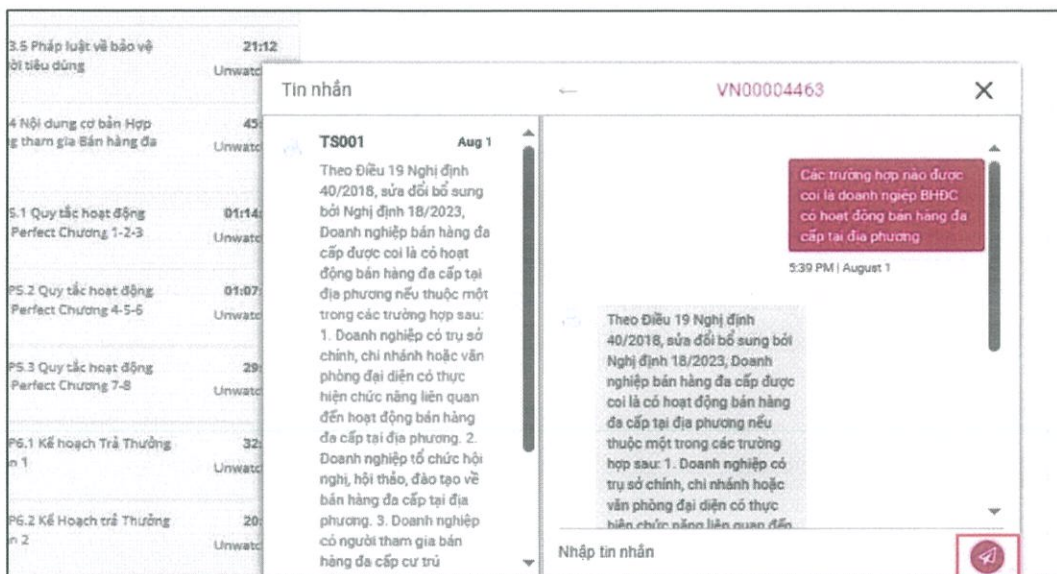 3.5 Pháp luật về bảo vệ
ời tiêu dùng
21:12
Unwatc
4 Nội dung cơ bản Hợp
g tham gia Bán hàng đa
45:
Unwatc
5.1 Quy tắc hoạt động
Perfect Chương 1-2-3
01:14:
Unwatc
P5.2 Quy tắc hoạt động
Perfect Chương 4-5-6
01:07:
Unwatc
P5.3 Quy tắc hoạt động
Perfect Chương 7-8
29:
Unwatc
P6.1 Kế hoạch Trả Thưởng
n 1
32:
Unwatc
P6.2 Kế Hoạch trả Thưởng
n 2
20:
Unwatc
Tin nhắn
TS001
Aug 1
Theo Điều 19 Nghị định
40/2018, sửa đổi bổ sung
bởi Nghị định 18/2023,
Doanh nghiệp bán hàng đa
cấp được coi là có hoạt
động bán hàng đa cấp tại
địa phương nếu thuộc một
trong các trường hợp sau:
1. Doanh nghiệp có trụ sở
chính, chi nhánh hoặc văn
phòng đại diện có thực
hiện chức năng liên quan
đến hoạt động bán hàng
đa cấp tại địa phương. 2.
Doanh nghiệp tổ chức hội
nghị, hội thảo, đào tạo về
bán hàng đa cấp tại địa
phương. 3. Doanh nghiệp
có người tham gia bán
hàng đa cấp cư trú
← VN00004463 ×
Các trường hợp nào được
coi là doanh ngiệp BHĐC
có hoạt động bán hàng đa
cấp tại địa phương
5:39 PM | August 1
Theo Điều 19 Nghị định
40/2018, sửa đổi bổ sung bởi
Nghị định 18/2023, Doanh
nghiệp bán hàng đa cấp được
coi là có hoạt động bán hàng
đa cấp tại địa phương nếu
thuộc một trong các trường
hợp sau: 1. Doanh nghiệp có
trụ sở chính, chi nhánh hoặc
văn phòng đại diện có thực
hiện chức năng liên quan đến
Nhập tin nhắn